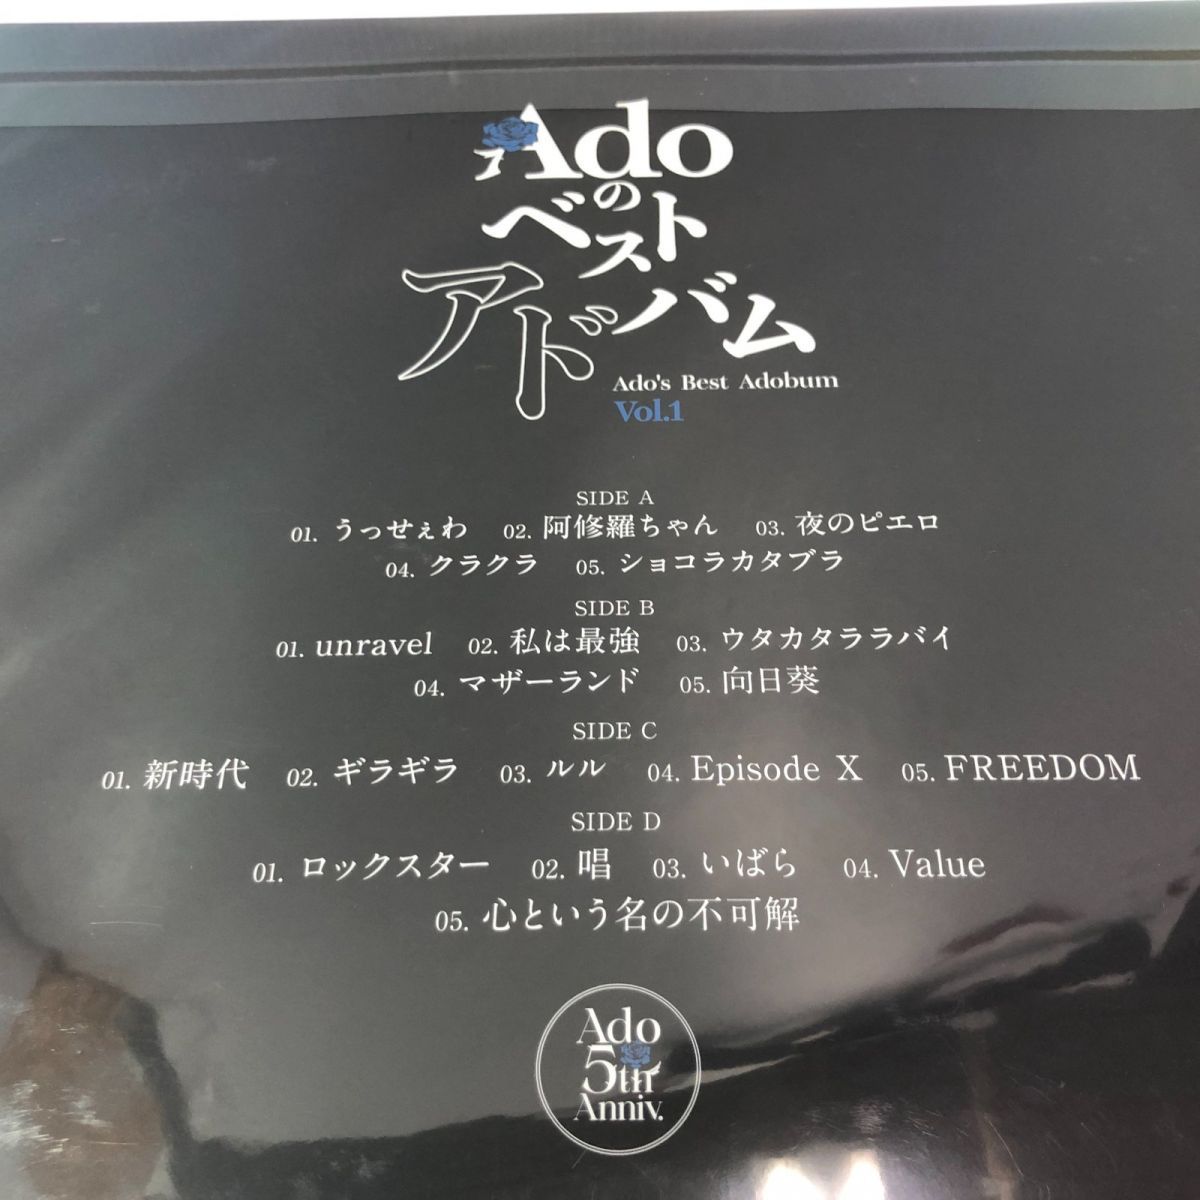 Adoの
ベスト
アドバム
Ado's Best Adobum
Vol.1
SIDE A
01. うっせぇわ 02. 阿修羅ちゃん 03. 夜のピエロ
04. クラクラ 05. ショコラカタブラ
SIDE B
01. unravel 02. 私は最強 03. ウタカタララバイ
04. マザーランド 05. 向日葵
SIDE C
01. 新時代 02. ギラギラ 03. ルル 04. Episode X 05. FREEDOM
SIDE D
01. ロックスター 02. 唱 03. いばら 04. Value
05. 心という名の不可解
Ado
5th
Anniv.